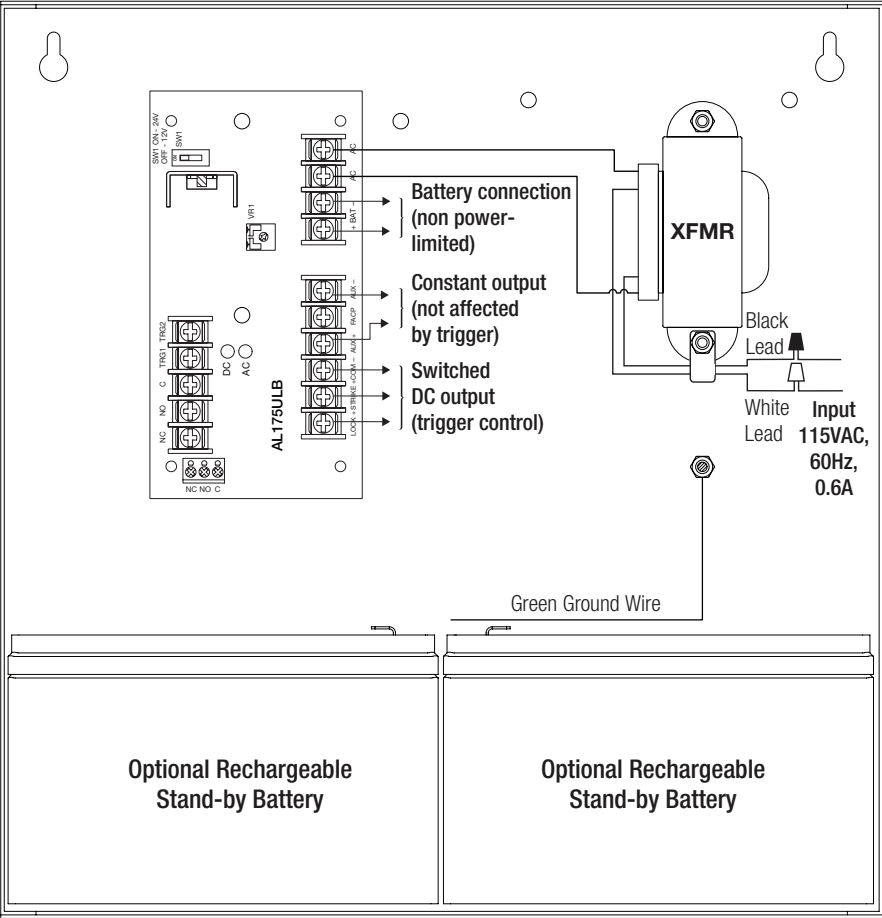 SW1 ON - 24V
OFF - 12V
SW1
ON
VR1
AC
AC
+ BAT –
Battery connection
(non power-
limited)
AUX –
FACP
AUX +
Constant output
(not affected
by trigger)
COM –
STRIKE +
LOCK +
Switched
DC output
(trigger control)
TRG2
TRG1
C
NO
NC
DC
AC
AL175ULB
NC NO C
XFMR
Black
Lead
White
Lead
Input
115VAC,
60Hz,
0.6A
Green Ground Wire
Optional Rechargeable
Stand-by Battery
Optional Rechargeable
Stand-by Battery